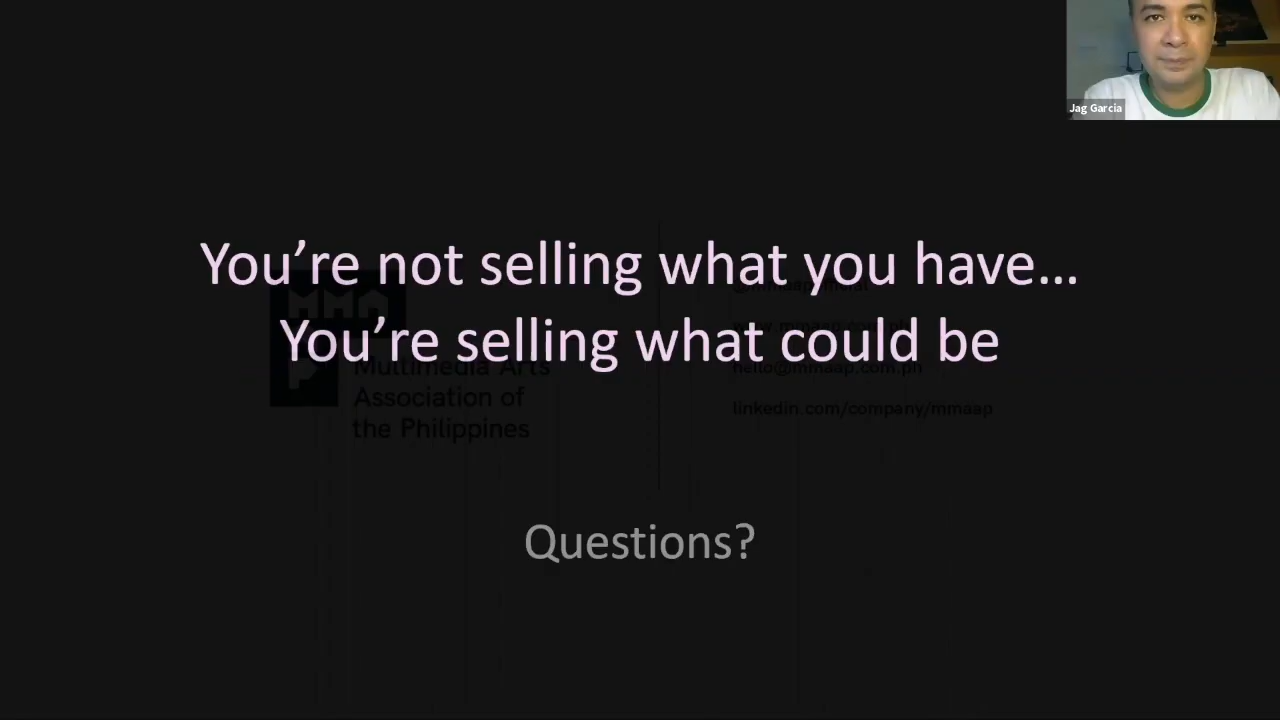 Jag Garcia
You’re not selling what you have...
You’re selling what could be
MMA
P
Multimedia Arts
Association of
the Philippines
hello@mmaap.com.ph
linkedin.com/company/mmaap
Questions?